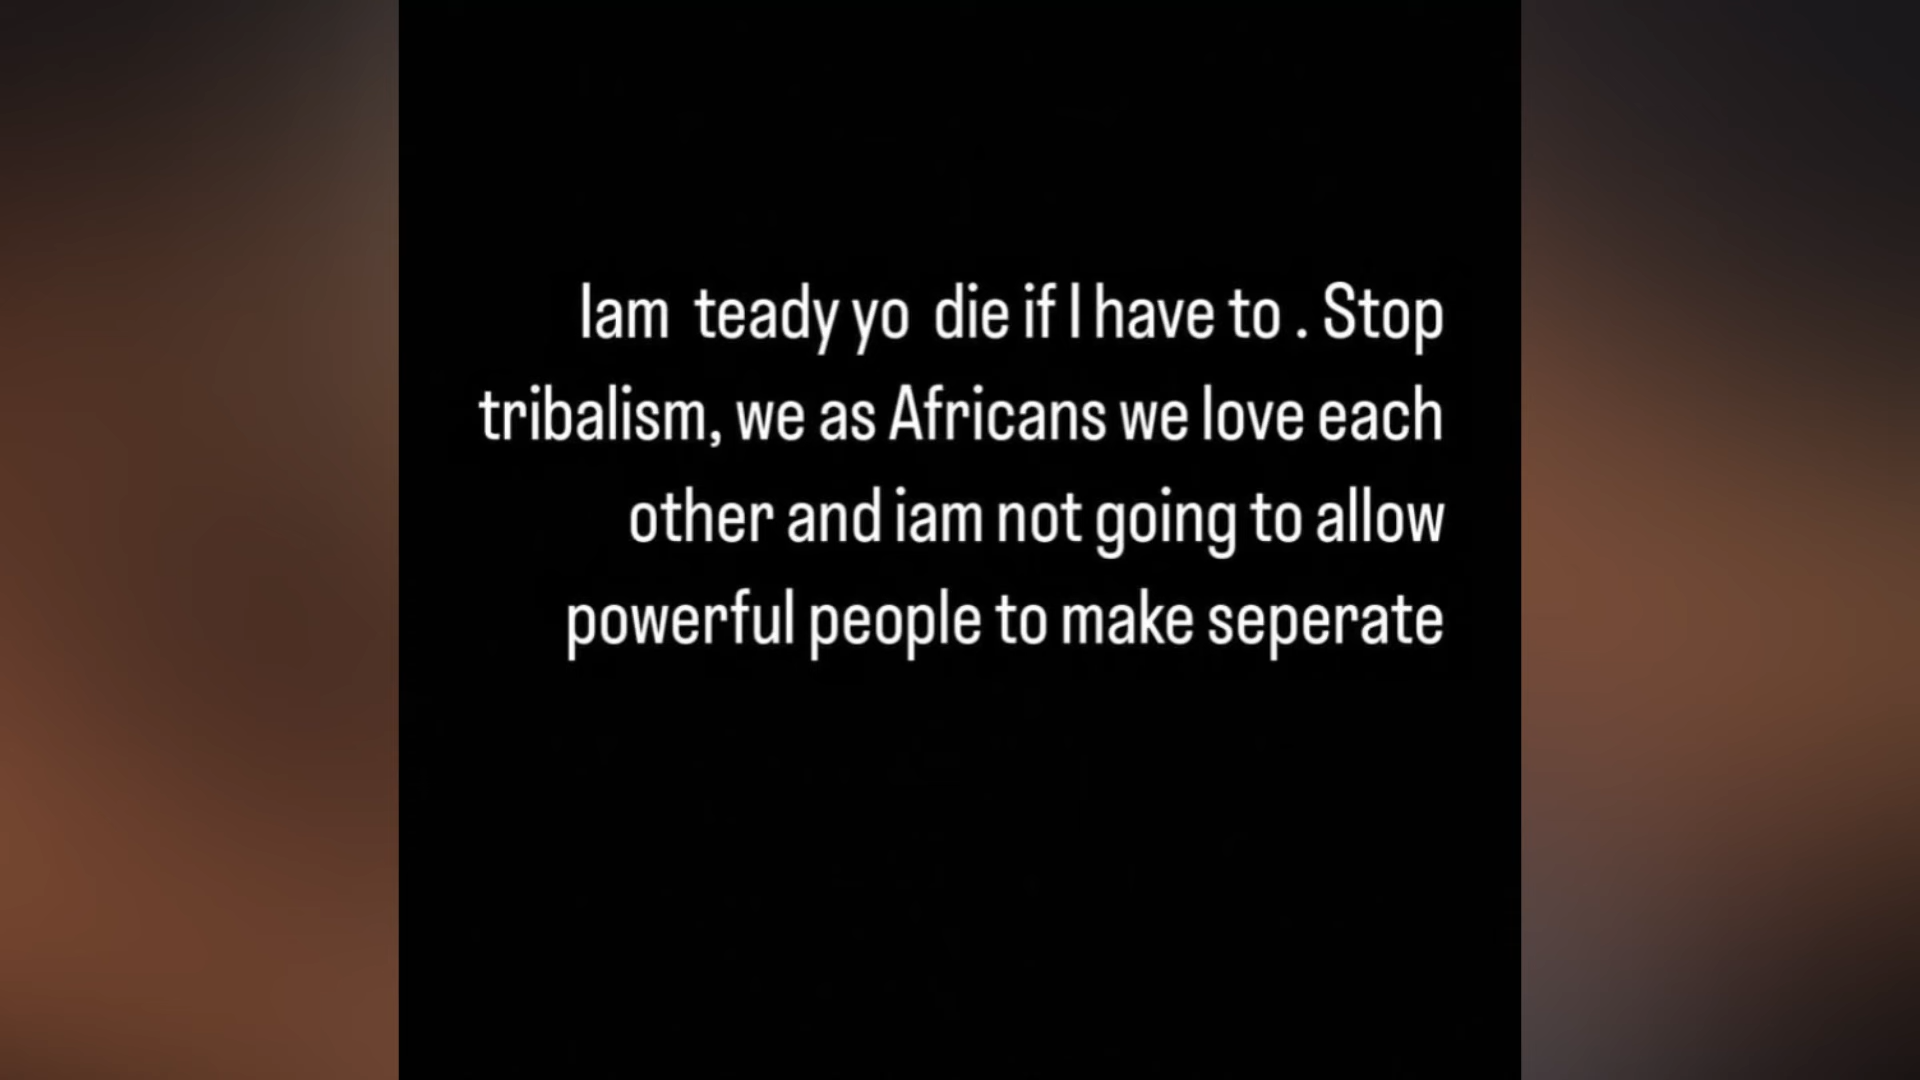 Iam teady yo die if I have to . Stop
tribalism, we as Africans we love each
other and iam not going to allow
powerful people to make seperate